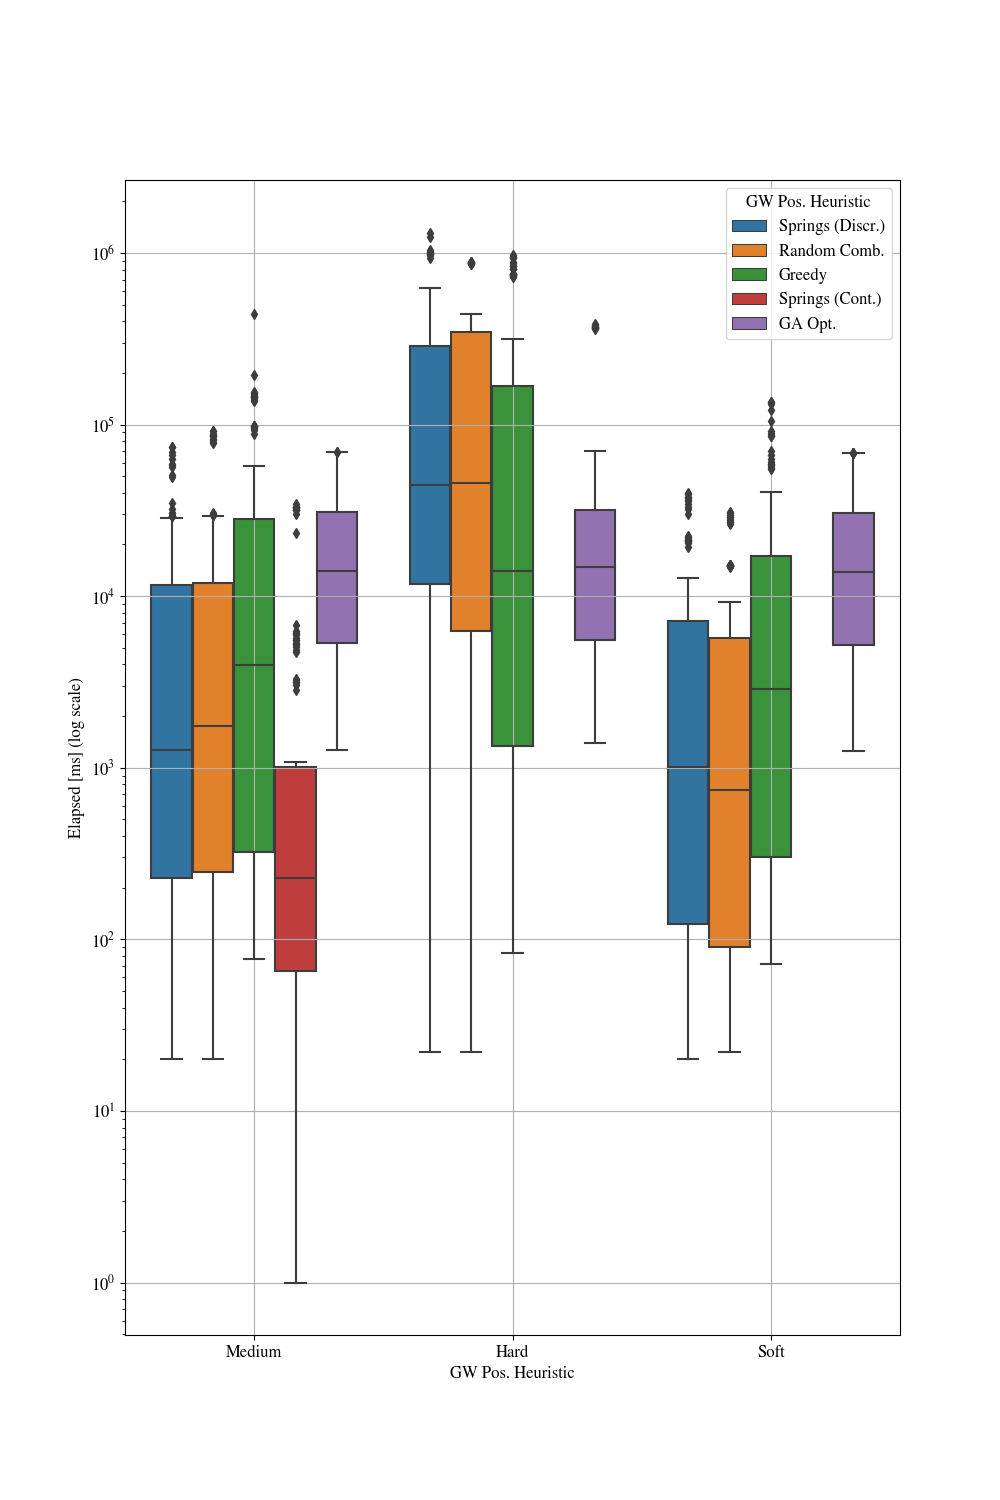 GW Pos. Heuristic
Springs (Discr.)
Random Comb.
Greedy
Springs (Cont.)
GA Opt.
10^6
10^5
10^4
10^3
10^2
10^1
10^0
Elapsed [ms] (log scale)
Medium Hard Soft
GW Pos. Heuristic